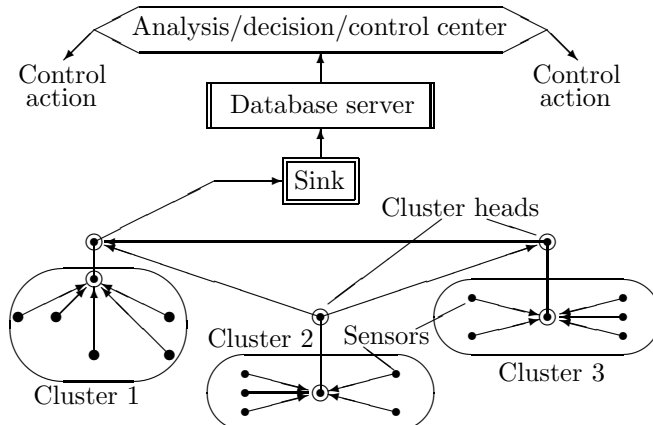 Analysis/decision/control center
Control
action
Control
action
Database server
Sink
Cluster heads
Cluster 2
Sensors
Cluster 3
Cluster 1